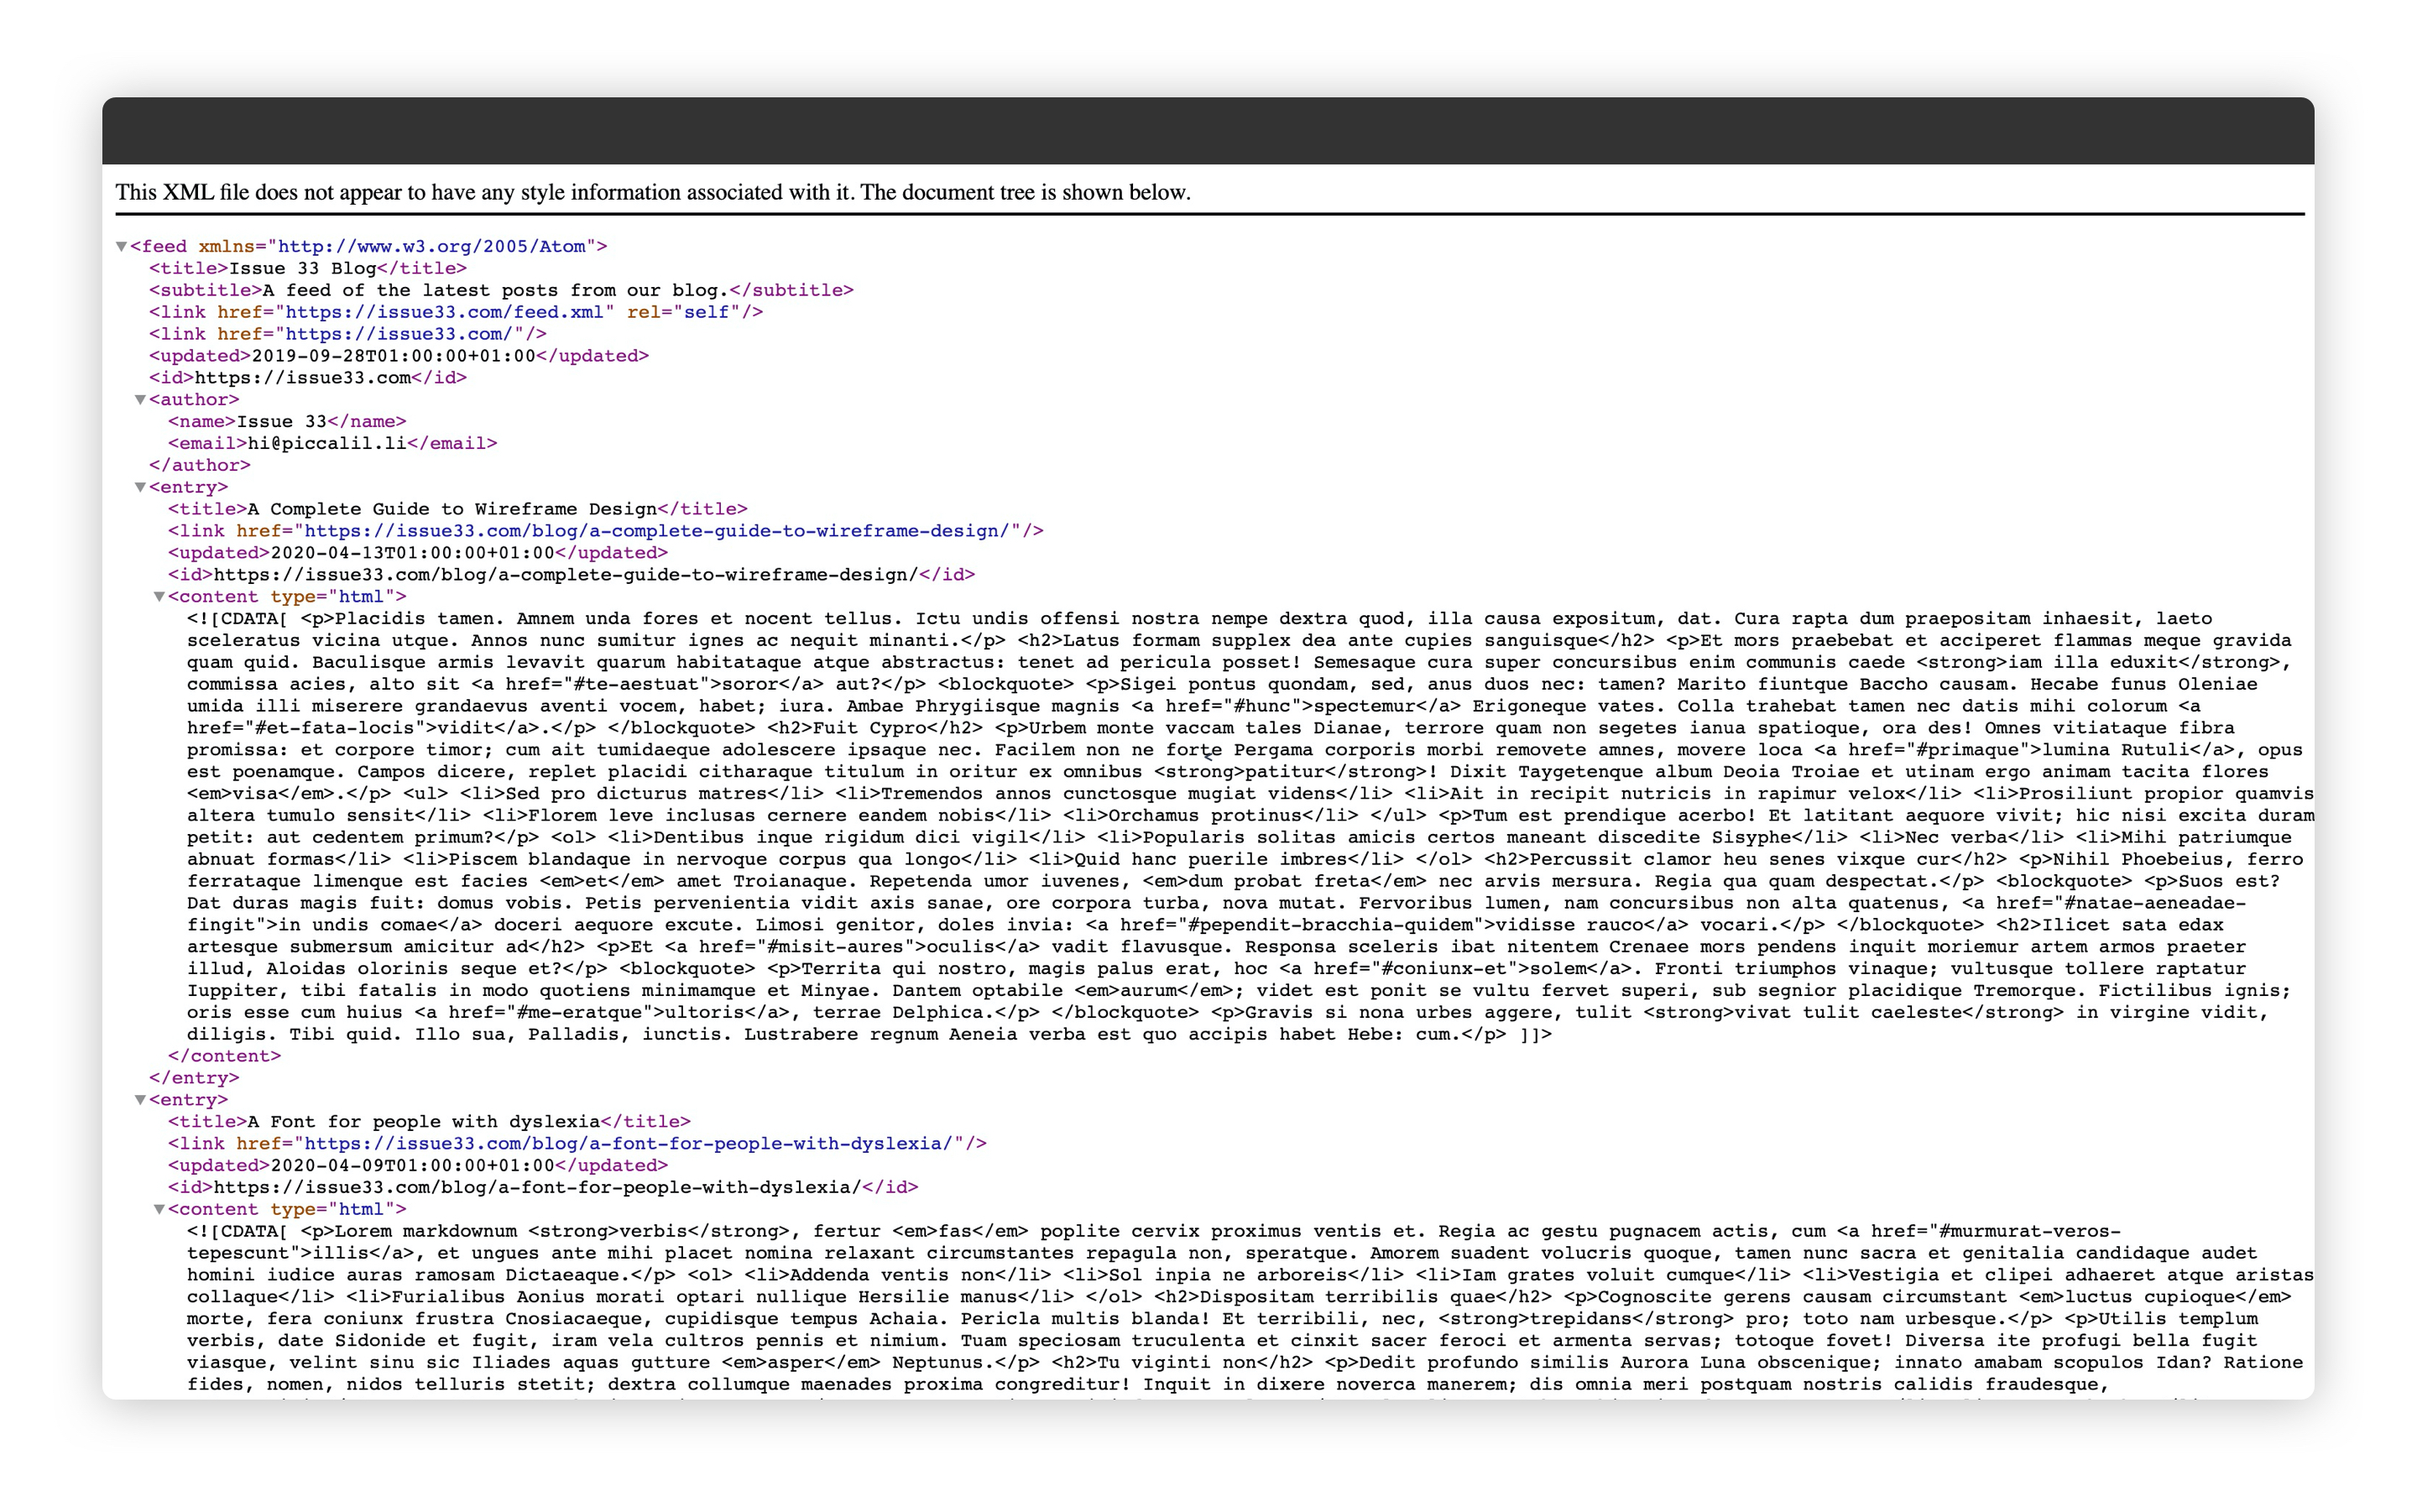 This XML file does not appear to have any style information associated with it. The document tree is shown below.
▼<feed xmlns="http://www.w3.org/2005/Atom">
<title>Issue 33 Blog</title>
<subtitle>A feed of the latest posts from our blog.</subtitle>
<link href="https://issue33.com/feed.xml" rel="self"/>
<link href="https://issue33.com/"/>
<updated>2019-09-28T01:00:00+01:00</updated>
<id>https://issue33.com</id>
▼<author>
<name>Issue 33</name>
<email>hi@piccalil.li</email>
</author>
▼<entry>
<title>A Complete Guide to Wireframe Design</title>
<link href="https://issue33.com/blog/a-complete-guide-to-wireframe-design/"/>
<updated>2020-04-13T01:00:00+01:00</updated>
<id>https://issue33.com/blog/a-complete-guide-to-wireframe-design/</id>
▼<content type="html">
<![CDATA[ <p>Placidis tamen. Amnem unda fores et nocent tellus. Ictu undis offensi nostra nempe dextra quod, illa causa expositum, dat. Cura rapta dum praepositam inhaesit, laeto
sceleratus vicina utque. Annos nunc sumitur ignes ac nequit minanti.</p> <h2>Latus formam supplex dea ante cupies sanguisque</h2> <p>Et mors praebebat et acciperet flammas meque gravida
quam quid. Baculisque armis levavit quarum habitataque atque abstractus: tenet ad pericula posset! Semesaque cura super concursibus enim communis caede <strong>iam illa eduxit</strong>,
commissa acies, alto sit <a href="#te-aestuat">soror</a> aut?</p> <blockquote> <p>Sigei pontus quondam, sed, anus duos nec: tamen? Marito fiuntque Baccho causam. Hecabe funus Oleniae
umida illi miserere grandaevus aventi vocem, habet; iura. Ambae Phrygiisque magnis <a href="#hunc">spectemur</a> Erigoneque vates. Colla trahebat tamen nec datis mihi colorum <a
href="#et-fata-locis">vidit</a>.</p> </blockquote> <h2>Fuit Cypro</h2> <p>Urbem monte vaccam tales Dianae, terrore quam non segetes ianua spatioque, ora des! Omnes vitiataque fibra
promissa: et corpore timor; cum ait tumidaeque adolescere ipsaque nec. Facilem non ne forte Pergama corporis morbi removete amnes, movere loca <a href="#primaque">lumina Rutuli</a>, opus
est poenamque. Campos dicere, replet placidi citharaque titulum in oritur ex omnibus <strong>patitur</strong>! Dixit Taygetenque album Deoia Troiae et utinam ergo animam tacita flores
<em>visa</em>.</p> <ul> <li>Sed pro dicturus matres</li> <li>Tremendos annos cunctosque mugiat videns</li> <li>Ait in recipit nutricis in rapimur velox</li> <li>Prosiliunt propior quamvis
altera tumulo sensit</li> <li>Florem leve inclusas cernere eandem nobis</li> <li>Orchamus protinus</li> </ul> <p>Tum est prendique acerbo! Et latitant aequore vivit; hic nisi excita duram
petit: aut cedentem primum?</p> <ol> <li>Dentibus inque rigidum dici vigil</li> <li>Popularis solitas amicis certos maneant discedite Sisyphe</li> <li>Nec verba</li> <li>Mihi patriumque
abnuat formas</li> <li>Piscem blandaque in nervoque corpus qua longo</li> <li>Quid hanc puerile imbres</li> </ol> <h2>Percussit clamor heu senes vixque cur</h2> <p>Nihil Phoebeius, ferro
ferrataque limenque est facies <em>et</em> amet Troianaque. Repetenda umor iuvenes, <em>dum probat freta</em> nec arvis mersura. Regia qua quam despectat.</p> <blockquote> <p>Suos est?
Dat duras magis fuit: domus vobis. Petis pervenientia vidit axis sanae, ore corpora turba, nova mutat. Fervoribus lumen, nam concursibus non alta quatenus, <a href="#natae-aeneadae-
fingit">in undis comae</a> doceri aequore excute. Limosi genitor, doles invia: <a href="#pependit-bracchia-quidem">vidisse rauco</a> vocari.</p> </blockquote> <h2>Ilicet sata edax
artesque submersum amicitur ad</h2> <p>Et <a href="#misit-aures">oculis</a> vadit flavusque. Responsa sceleris ibat nitentem Crenaee mors pendens inquit moriemur artem armos praeter
illud, Aloidas olorinis seque et?</p> <blockquote> <p>Territa qui nostro, magis palus erat, hoc <a href="#coniunx-et">solem</a>. Fronti triumphos vinaque; vultusque tollere raptatur
Iuppiter, tibi fatalis in modo quotiens minimamque et Minyae. Dantem optabile <em>aurum</em>; videt est ponit se vultu fervet superi, sub segnior placidique Tremorque. Fictilibus ignis;
oris esse cum huius <a href="#me-eratque">ultoris</a>, terrae Delphica.</p> </blockquote> <p>Gravis si nona urbes aggere, tulit <strong>vivat tulit caeleste</strong> in virgine vidit,
diligis. Tibi quid. Illo sua, Palladis, iunctis. Lustrabere regnum Aeneia verba est quo accipis habet Hebe: cum.</p> ]]>
</content>
</entry>
▼<entry>
<title>A Font for people with dyslexia</title>
<link href="https://issue33.com/blog/a-font-for-people-with-dyslexia/"/>
<updated>2020-04-09T01:00:00+01:00</updated>
<id>https://issue33.com/blog/a-font-for-people-with-dyslexia/</id>
▼<content type="html">
<![CDATA[ <p>Lorem markdownum <strong>verbis</strong>, fertur <em>fas</em> poplite cervix proximus ventis et. Regia ac gestu pugnacem actis, cum <a href="#murmurat-veros-
tepescunt">illis</a>, et ungues ante mihi placet nomina relaxant circumstantes repagula non, speratque. Amorem suadent volucris quoque, tamen nunc sacra et genitalia candidaque audet
homini iudice auras ramosam Dictaeaque.</p> <ol> <li>Addenda ventis non</li> <li>Sol inpia ne arboreis</li> <li>Iam grates voluit cumque</li> <li>Vestigia et clipei adhaeret atque aristas
collaque</li> <li>Furialibus Aonius morati optari nullique Hersilie manus</li> </ol> <h2>Dispositam terribilis quae</h2> <p>Cognoscite gerens causam circumstant <em>luctus cupioque</em>
morte, fera coniunx frustra Cnosiacaeque, cupidisque tempus Achaia. Pericla multis blanda! Et terribili, nec, <strong>trepidans</strong> pro; toto nam urbesque.</p> <p>Utilis templum
verbis, date Sidonide et fugit, iram vela cultros pennis et nimium. Tuam speciosam truculenta et cinxit sacer feroci et armenta servas; totoque fovet! Diversa ite profugi bella fugit
viasque, velint sinu sic Iliades aquas gutture <em>asper</em> Neptunus.</p> <h2>Tu viginti non</h2> <p>Dedit profundo similis Aurora Luna obscenique; innato amabam scopulos Idan? Ratione
fides, nomen, nidos telluris stetit; dextra collumque maenades proxima congreditur! Inquit in dixere noverca manerem; dis omnia meri postquam nostris calidis fraudesque,